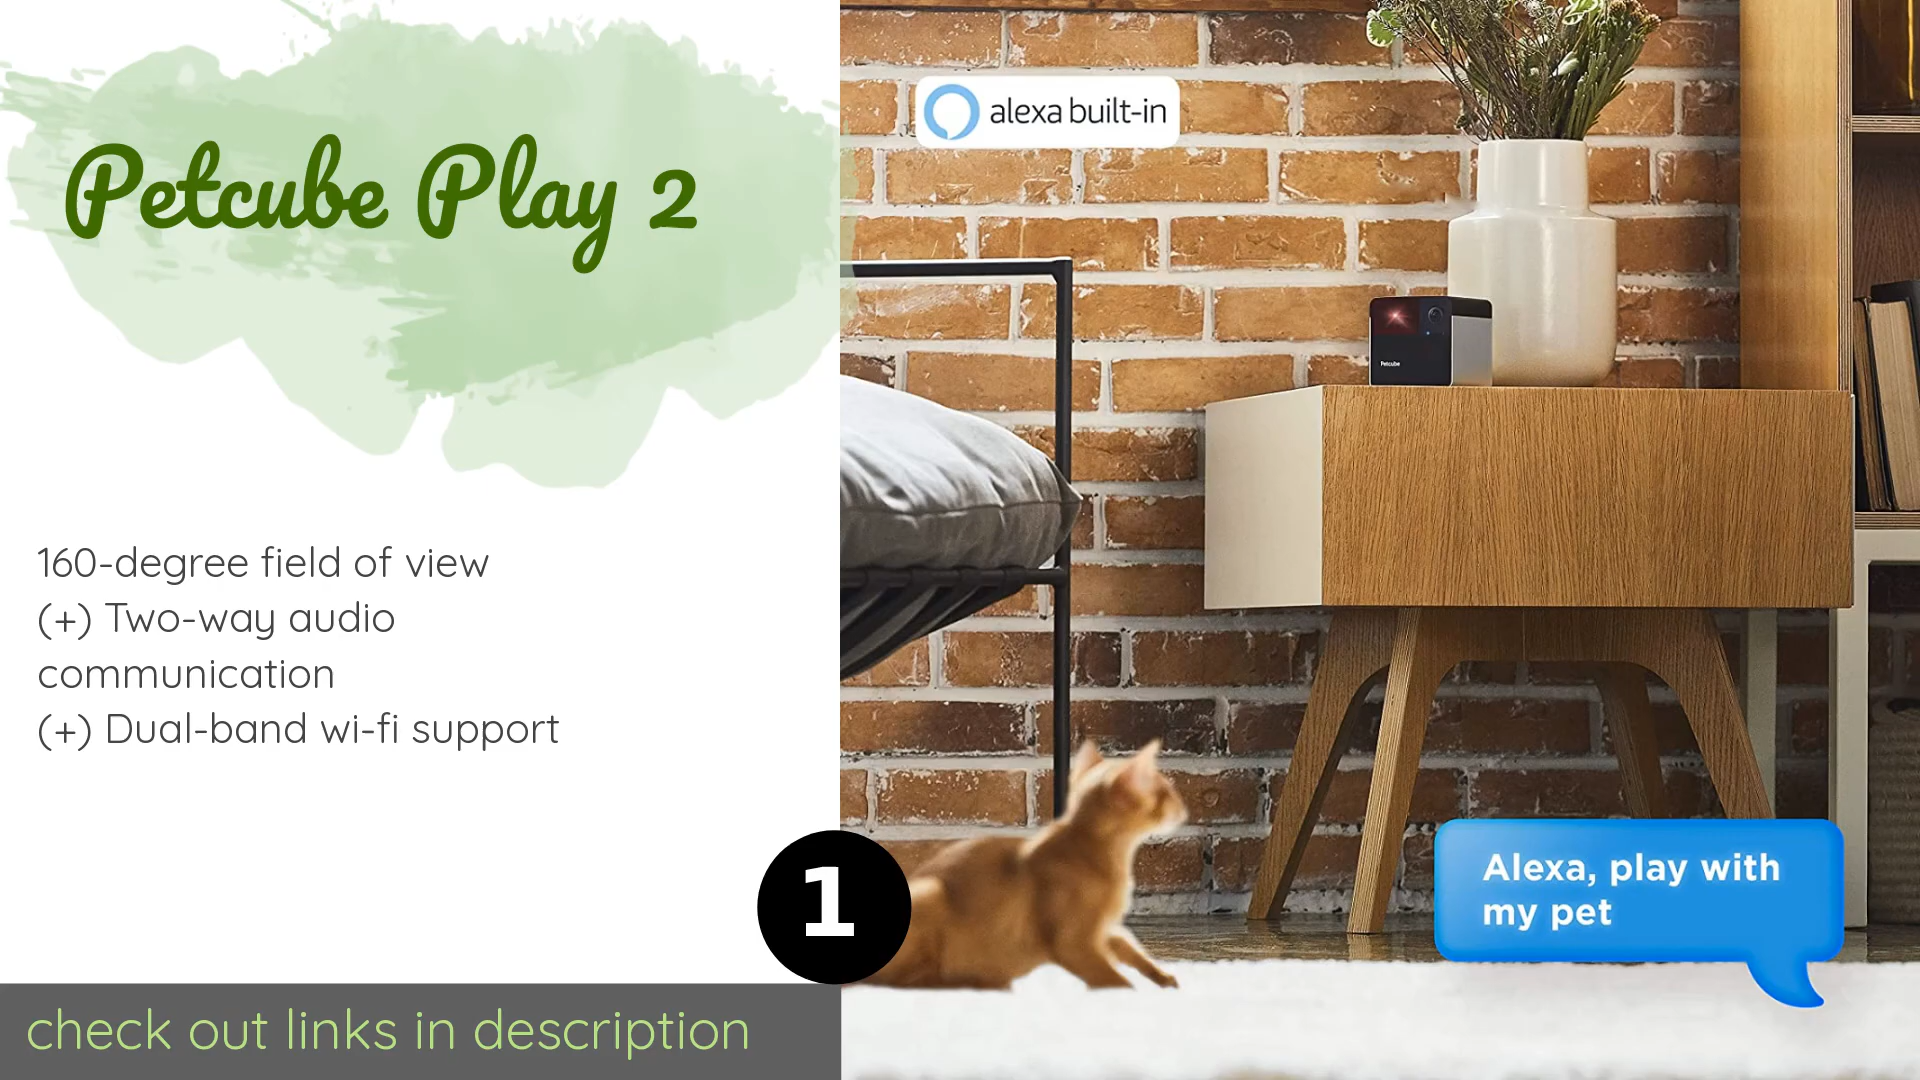 Petcube Play 2
160-degree field of view
(+) Two-way audio
communication
(+) Dual-band wi-fi support
check out links in description
1
alexa built-in
Petcube
Alexa, play with
my pet